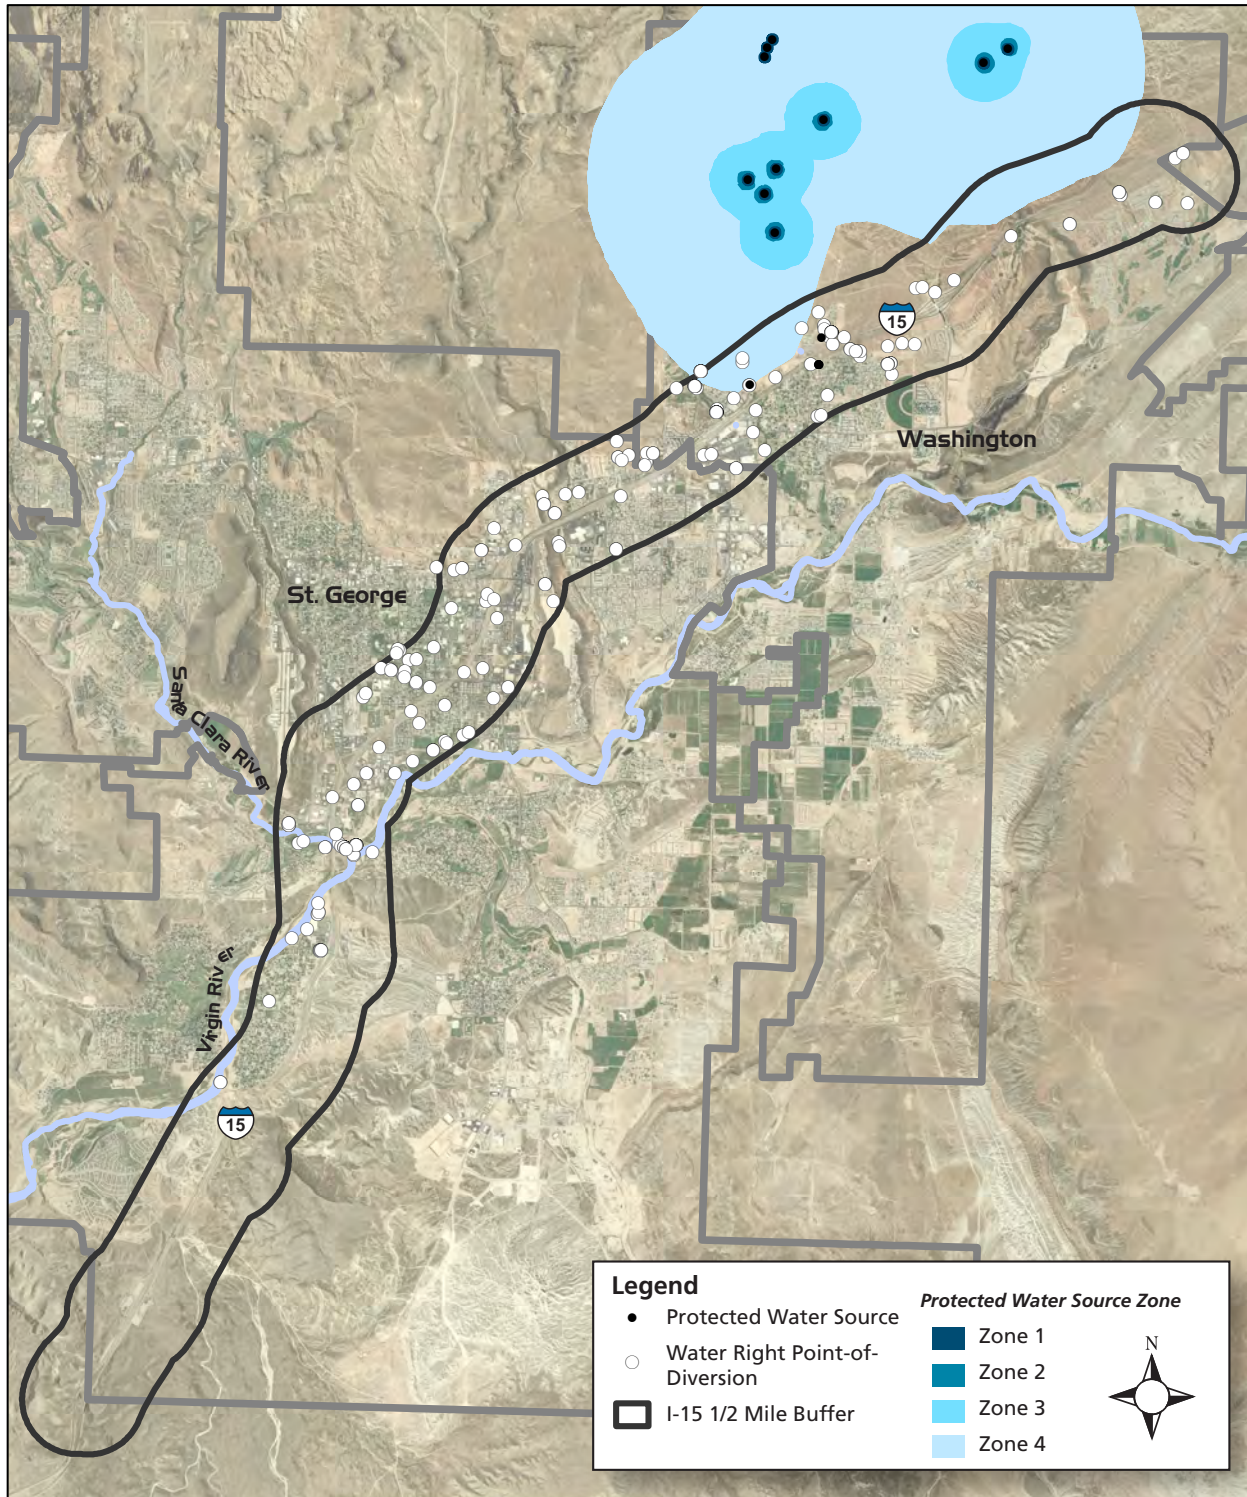 15
Washington
St. George
Santa Clara River
Virgin River
15
Legend
Protected Water Source
Water Right Point-of-
Diversion
I-15 1/2 Mile Buffer
Protected Water Source Zone
Zone 1
Zone 2
Zone 3
Zone 4
N